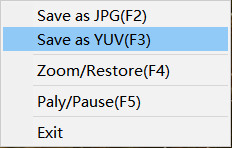 Save as JPG(F2)
Save as YUV(F3)
Zoom/Restore(F4)
Paly/Pause(F5)
Exit